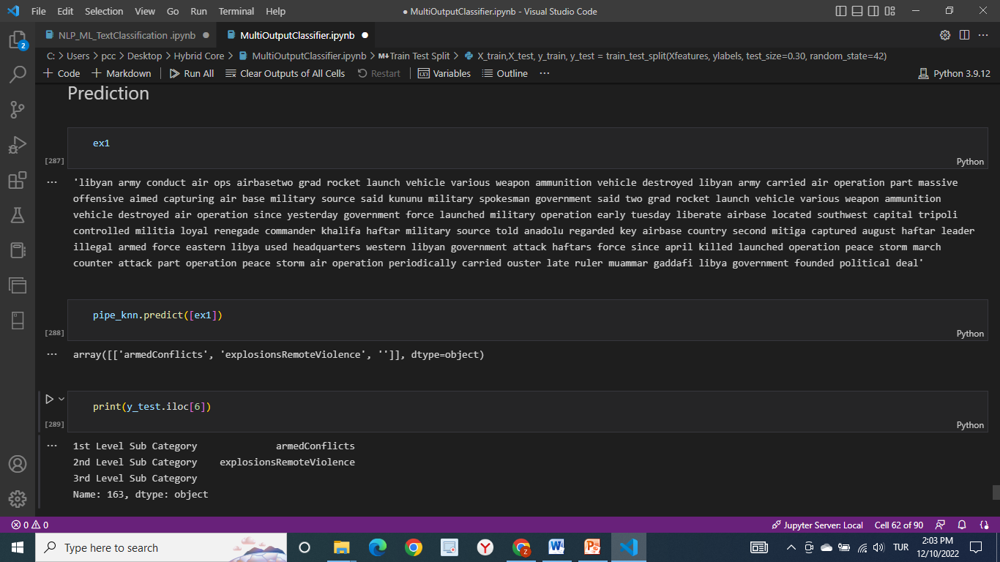 File Edit Selection View Go Run Terminal Help
● MultiOutputClassifier.ipynb - Visual Studio Code
NLP_ML_TextClassification .ipynb ●
MultiOutputClassifier.ipynb ●
C: > Users > pcc > Desktop > Hybrid Core > MultiOutputClassifier.ipynb > M↓Train Test Split > X_train,X_test, y_train, y_test = train_test_split(Xfeatures, ylabels, test_size=0.30, random_state=42)
+ Code + Markdown Run All Clear Outputs of All Cells Restart Variables Outline ··· Python 3.9.12
2
Prediction
ex1
[287]
Python
'libyan army conduct air ops airbasetwo grad rocket launch vehicle various weapon ammunition vehicle destroyed libyan army carried air operation part massive
offensive aimed capturing air base military source said kununu military spokesman government said two grad rocket launch vehicle various weapon ammunition
vehicle destroyed air operation since yesterday government force launched military operation early tuesday liberate airbase located southwest capital tripoli
controlled militia loyal renegade commander khalifa haftar military source told anadolu regarded key airbase country second mitiga captured august haftar leader
illegal armed force eastern libya used headquarters western libyan government attack haftars force since april killed launched operation peace storm march
counter attack part operation peace storm air operation periodically carried ouster late ruler muammar gaddafi libya government founded political deal'
pipe_knn.predict([ex1])
[288]
Python
array([['armedConflicts', 'explosionsRemoteViolence', '']], dtype=object)
print(y_test.iloc[6])
[289]
Python
1st Level Sub Category armedConflicts
2nd Level Sub Category explosionsRemoteViolence
3rd Level Sub Category
Name: 163, dtype: object
0 0 Jupyter Server: Local Cell 62 of 90
Type here to search
TUR
2:03 PM
12/10/2022